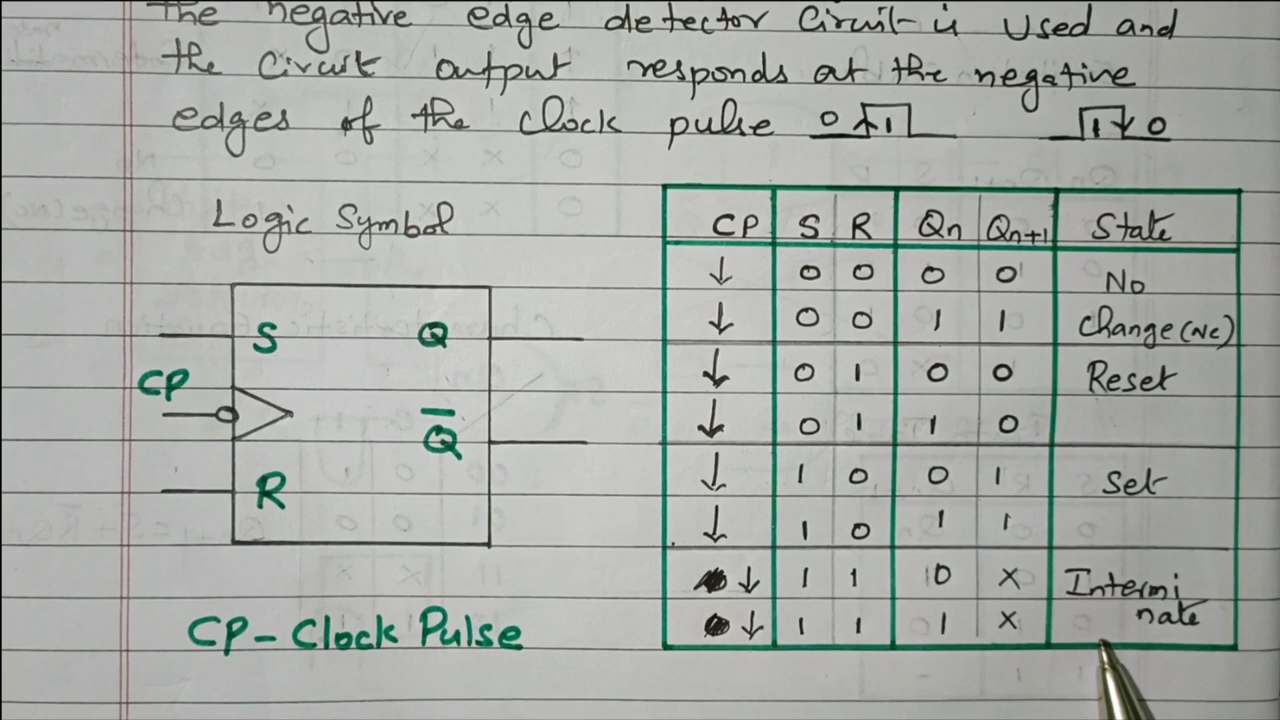 The negative edge detector circuit is used and
the circuit output responds at the negative
edges of the clock pulse 0 ↑ 1 1 ↓ 0
Logic Symbol
S Q
CP
Q̅
R
CP - Clock Pulse
CP S R Qn Qn+1 State
↓ 0 0 0 0 No
↓ 0 0 1 1 Change (NC)
↓ 0 1 0 0 Reset
↓ 0 1 1 0
↓ 1 0 0 1 Set
↓ 1 0 1 1
↓ 1 1 0 x Intermi
↓ 1 1 1 x nate